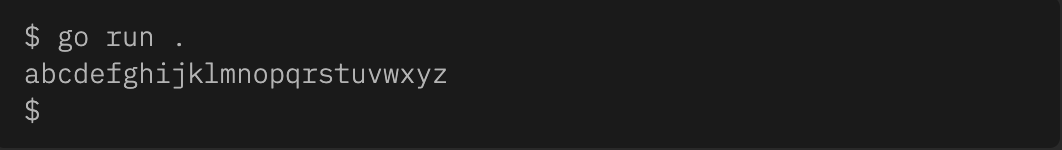 $ go run .
abcdefghijklmnopqrstuvwxyz
$